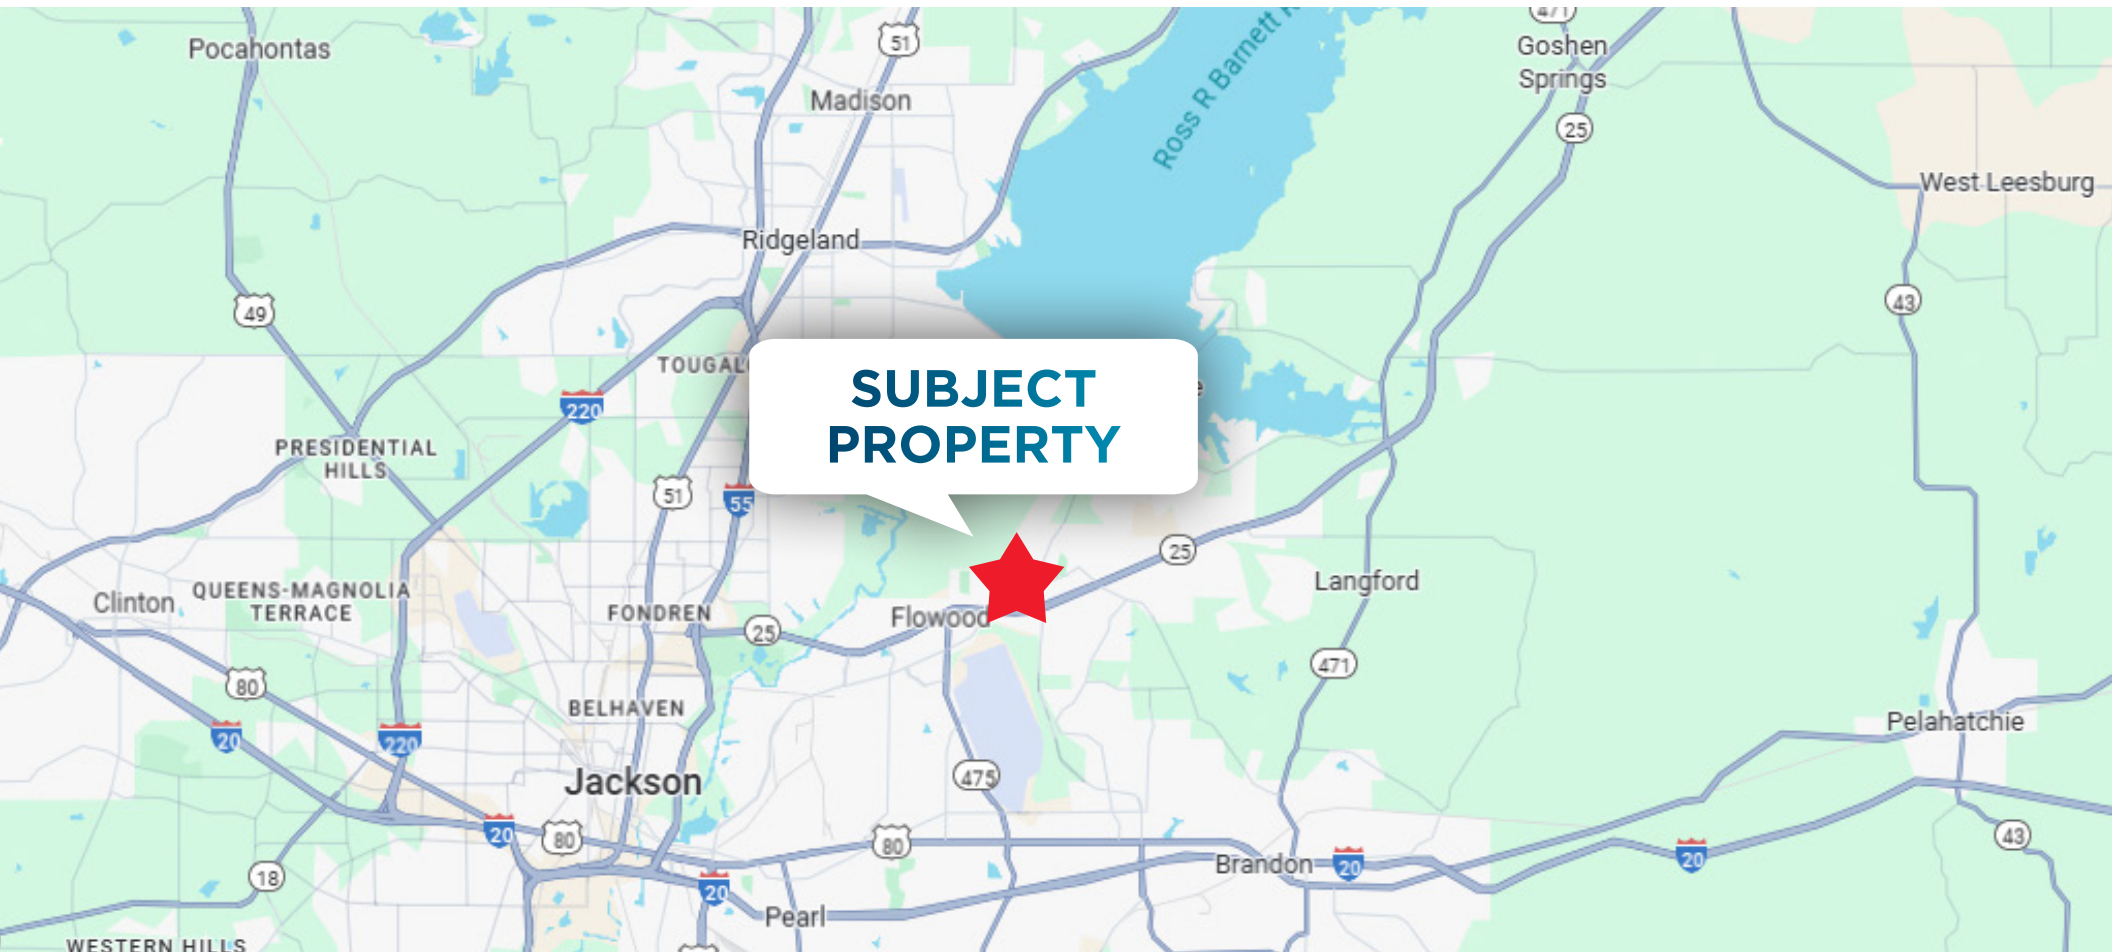 471
Pocahontas
51
Goshen
Springs
Madison
Ross R Barnett
25
West Leesburg
Ridgeland
49
43
SUBJECT
PROPERTY
220
PRESIDENTIAL
HILLS
51
55
25
Clinton
QUEENS-MAGNOLIA
TERRACE
FONDREN
Flowood
Langford
25
471
80
BELHAVEN
20
220
Pelahatchie
Jackson
475
20
80
80
43
Brandon
20
20
18
20
Pearl
WESTERN HILLS